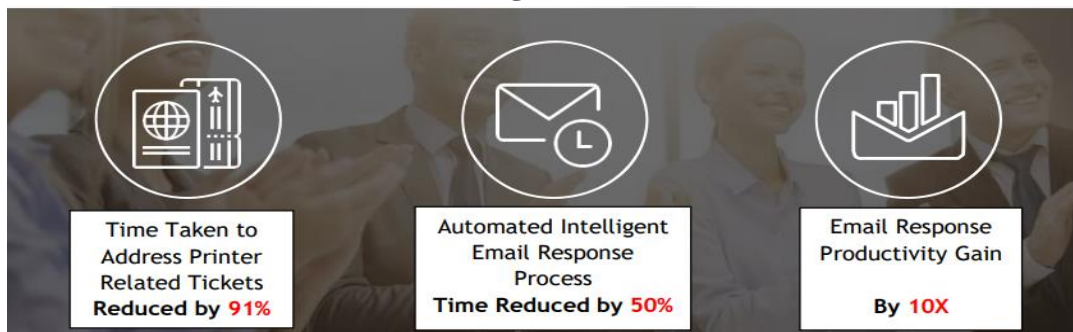 Time Taken to
Address Printer
Related Tickets
Reduced by 91%
Automated Intelligent
Email Response
Process
Time Reduced by 50%
Email Response
Productivity Gain
By 10X